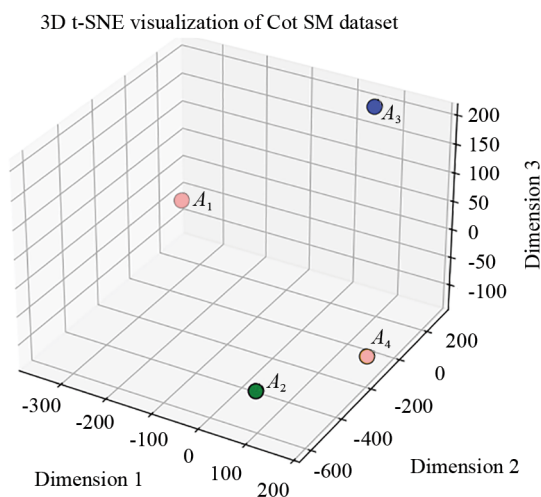 3D t-SNE visualization of Cot SM dataset
A3
A1
A4
A2
200
150
100
50
0
-50
-100
Dimension 3
200
0
-200
-400
-600
Dimension 2
-300
-200
-100
0
100
200
Dimension 1